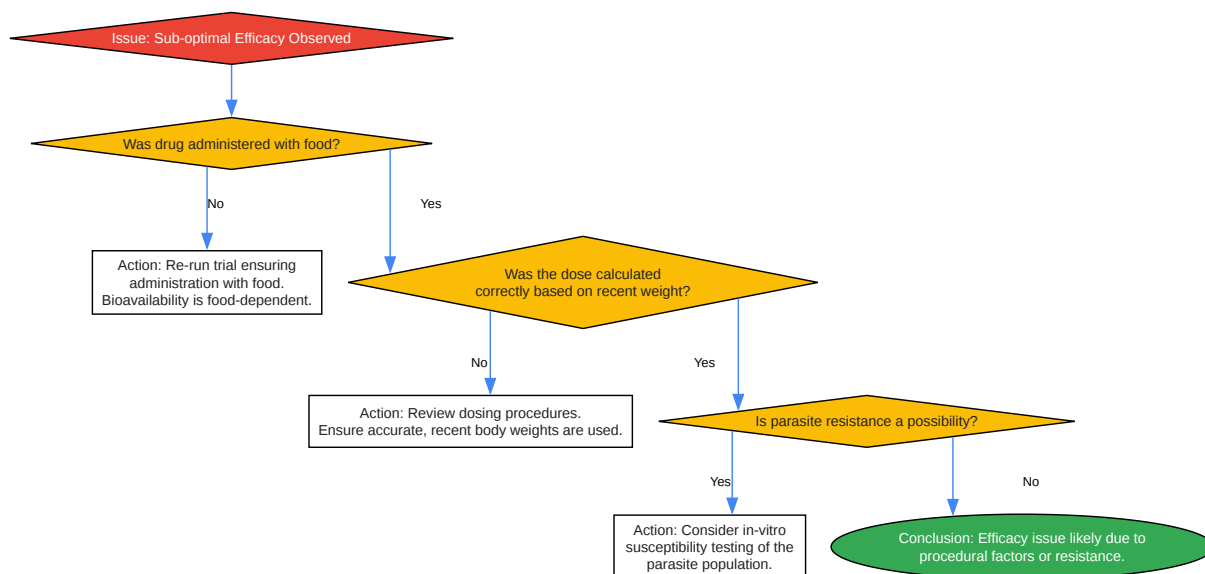 Issue: Sub-optimal Efficacy Observed
Was drug administered with food?
No
Yes
Action: Re-run trial ensuring
administration with food.
Bioavailability is food-dependent.
Was the dose calculated
correctly based on recent weight?
No
Yes
Action: Review dosing procedures.
Ensure accurate, recent body weights are used.
Is parasite resistance a possibility?
Yes
No
Action: Consider in-vitro
susceptibility testing of the
parasite population.
Conclusion: Efficacy issue likely due to
procedural factors or resistance.